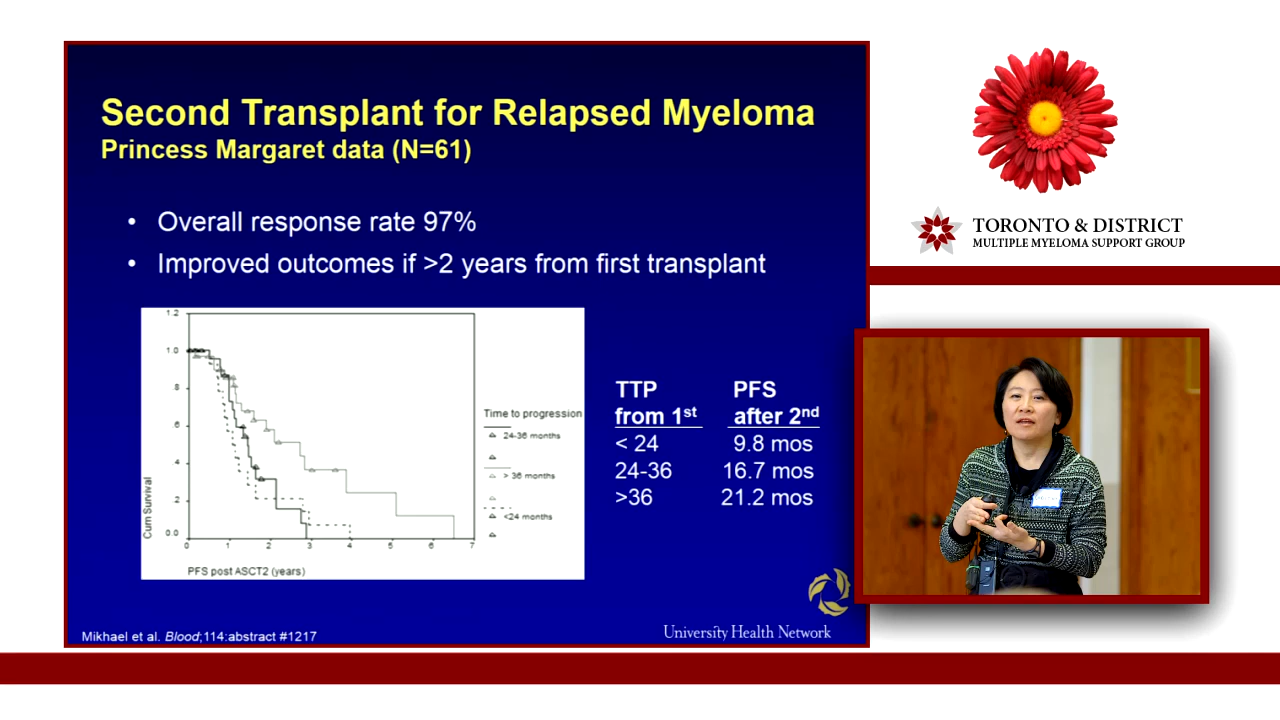 Second Transplant for Relapsed Myeloma
Princess Margaret data (N=61)
• Overall response rate 97%
• Improved outcomes if >2 years from first transplant
1.2
1.0
.8
.6
.4
.2
0.0
Cum Survival
0 1 2 3 4 5 6 7
PFS post ASCT2 (years)
Time to progression
24-36 months
> 36 months
<24 months
TTP PFS
from 1st after 2nd
< 24 9.8 mos
24-36 16.7 mos
>36 21.2 mos
Mikhael et al. Blood;114:abstract #1217
University Health Network
TORONTO & DISTRICT
MULTIPLE MYELOMA SUPPORT GROUP